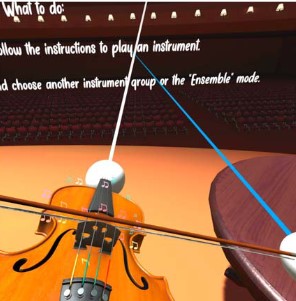 What to do:
ollow the instructions to play an instrument.
d choose another instrument group or the 'Ensemble' mode.